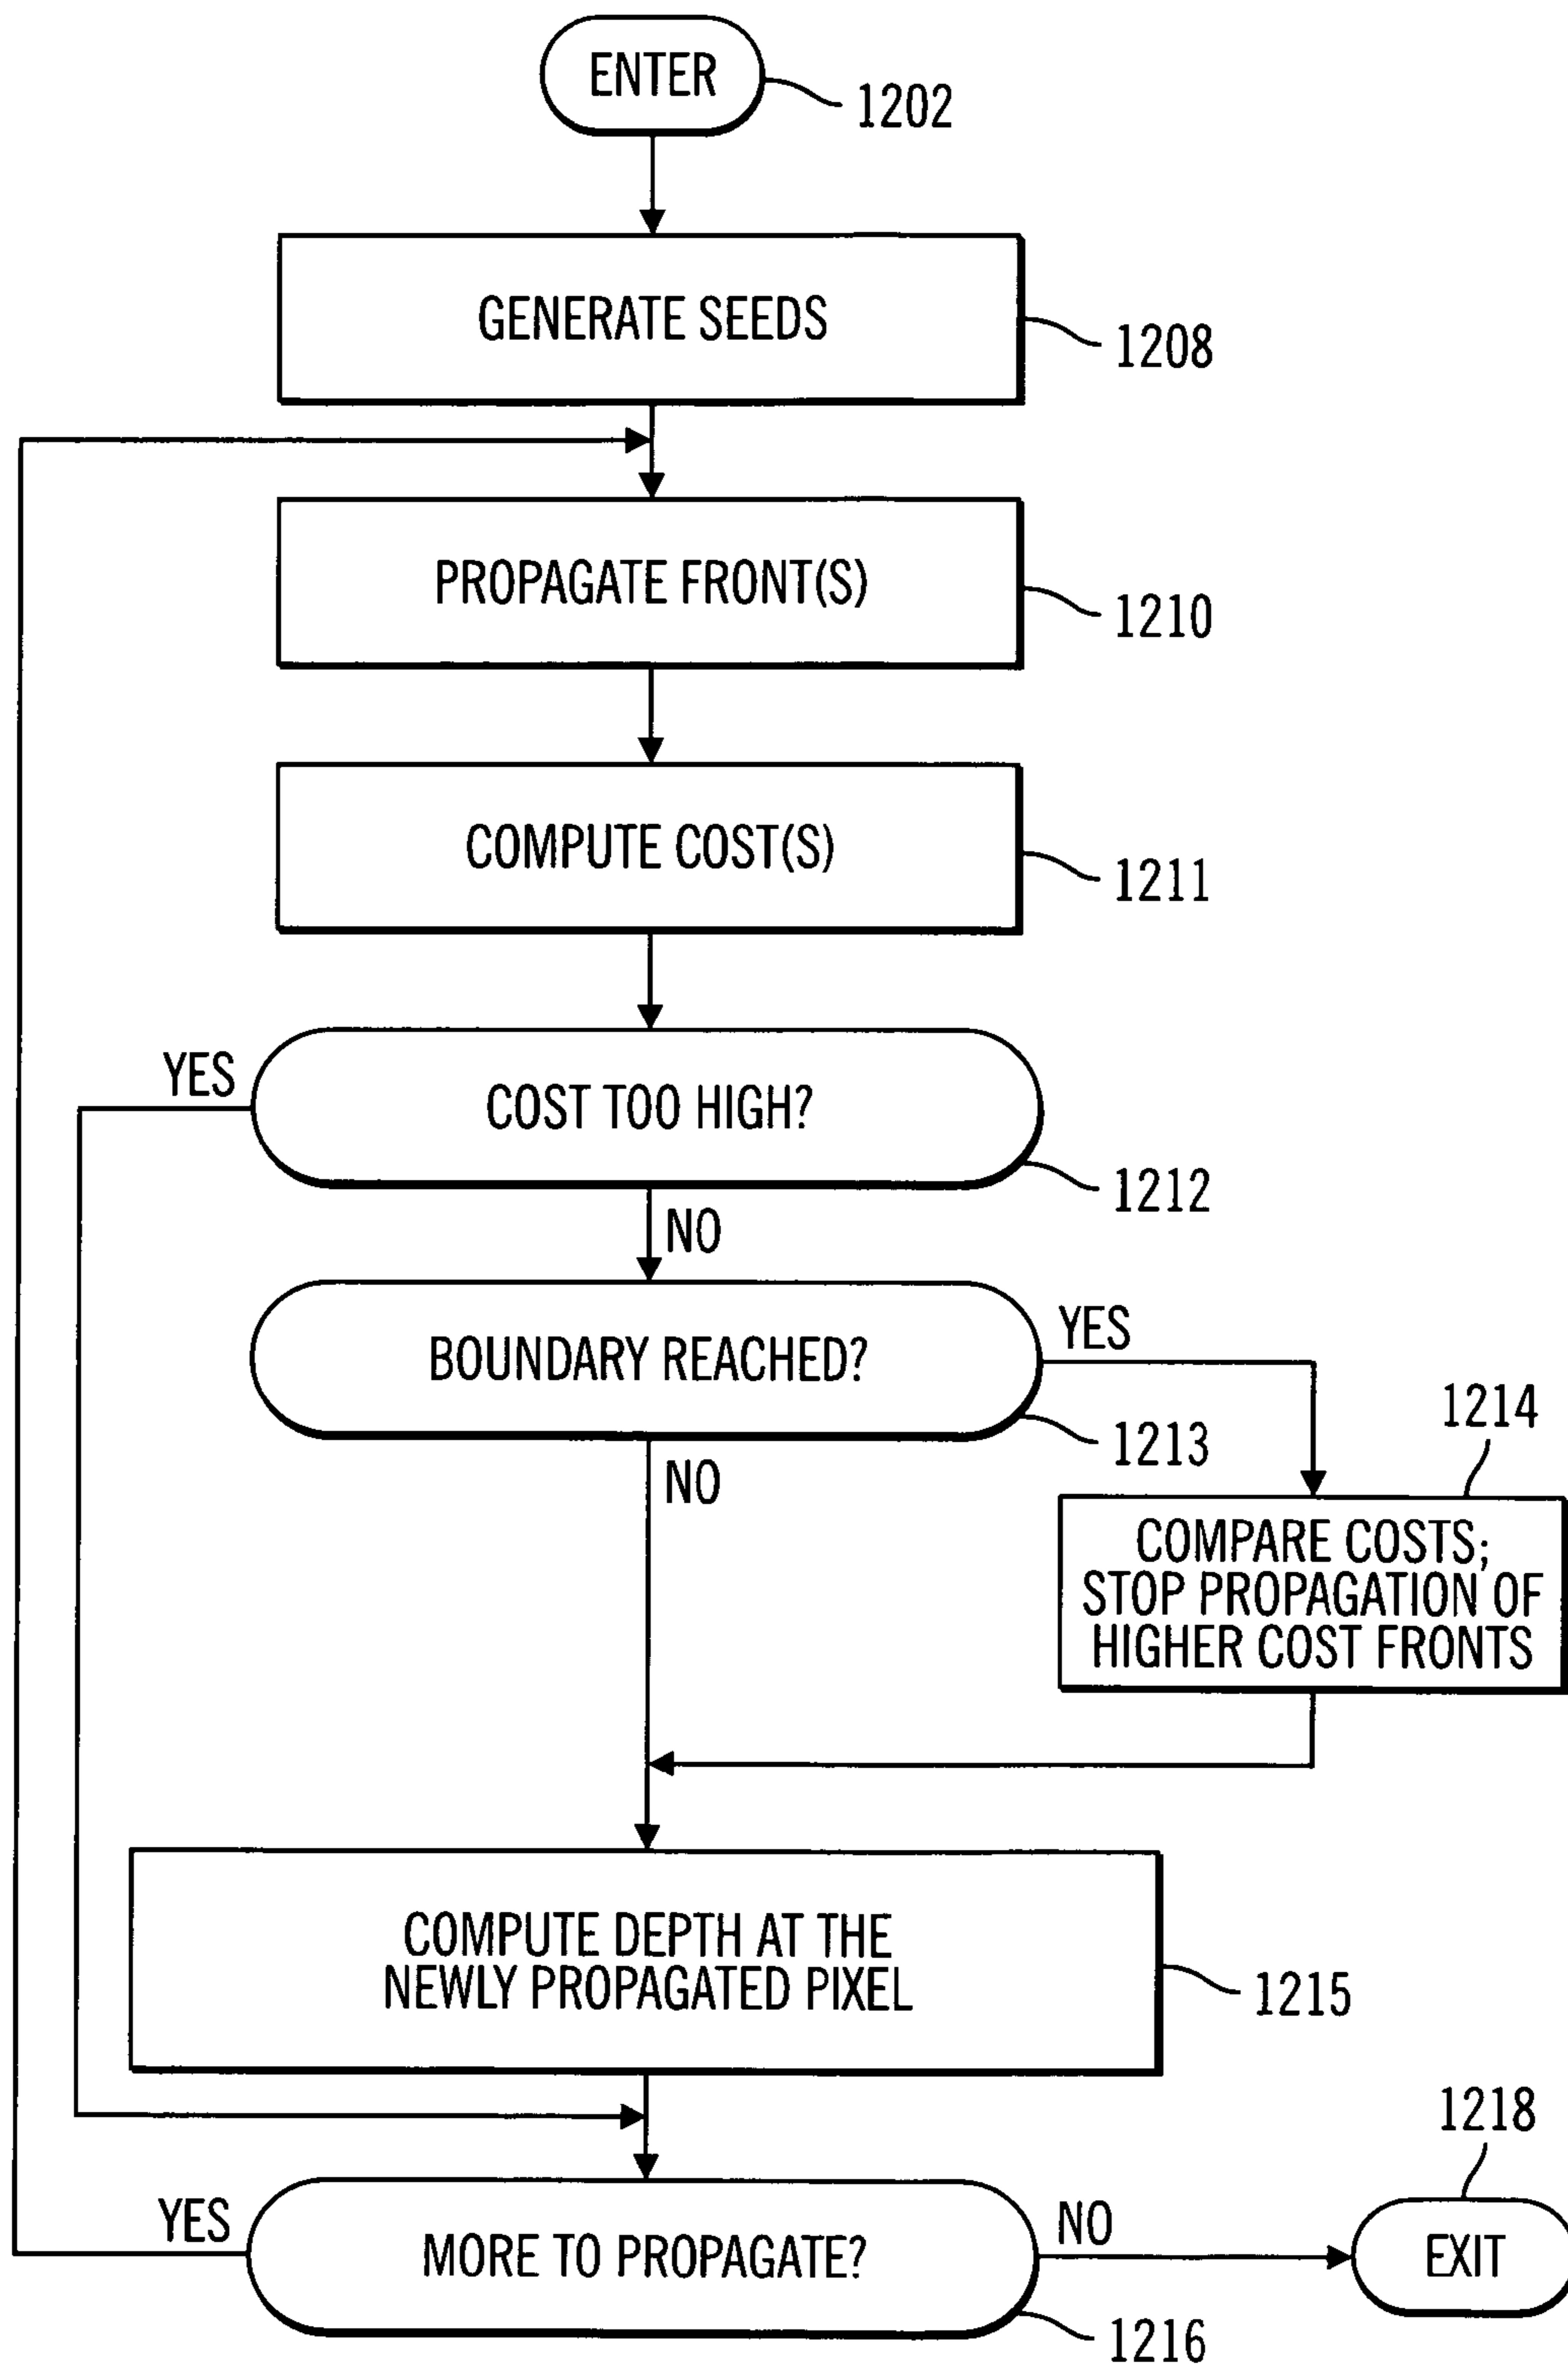 ENTER
1202
GENERATE SEEDS
1208
PROPAGATE FRONT(S)
1210
COMPUTE COST(S)
1211
YES
COST TOO HIGH?
1212
NO
BOUNDARY REACHED?
YES
1213
NO
1214
COMPARE COSTS;
STOP PROPAGATION OF
HIGHER COST FRONTS
COMPUTE DEPTH AT THE
NEWLY PROPAGATED PIXEL
1215
YES
MORE TO PROPAGATE?
NO
1216
1218
EXIT